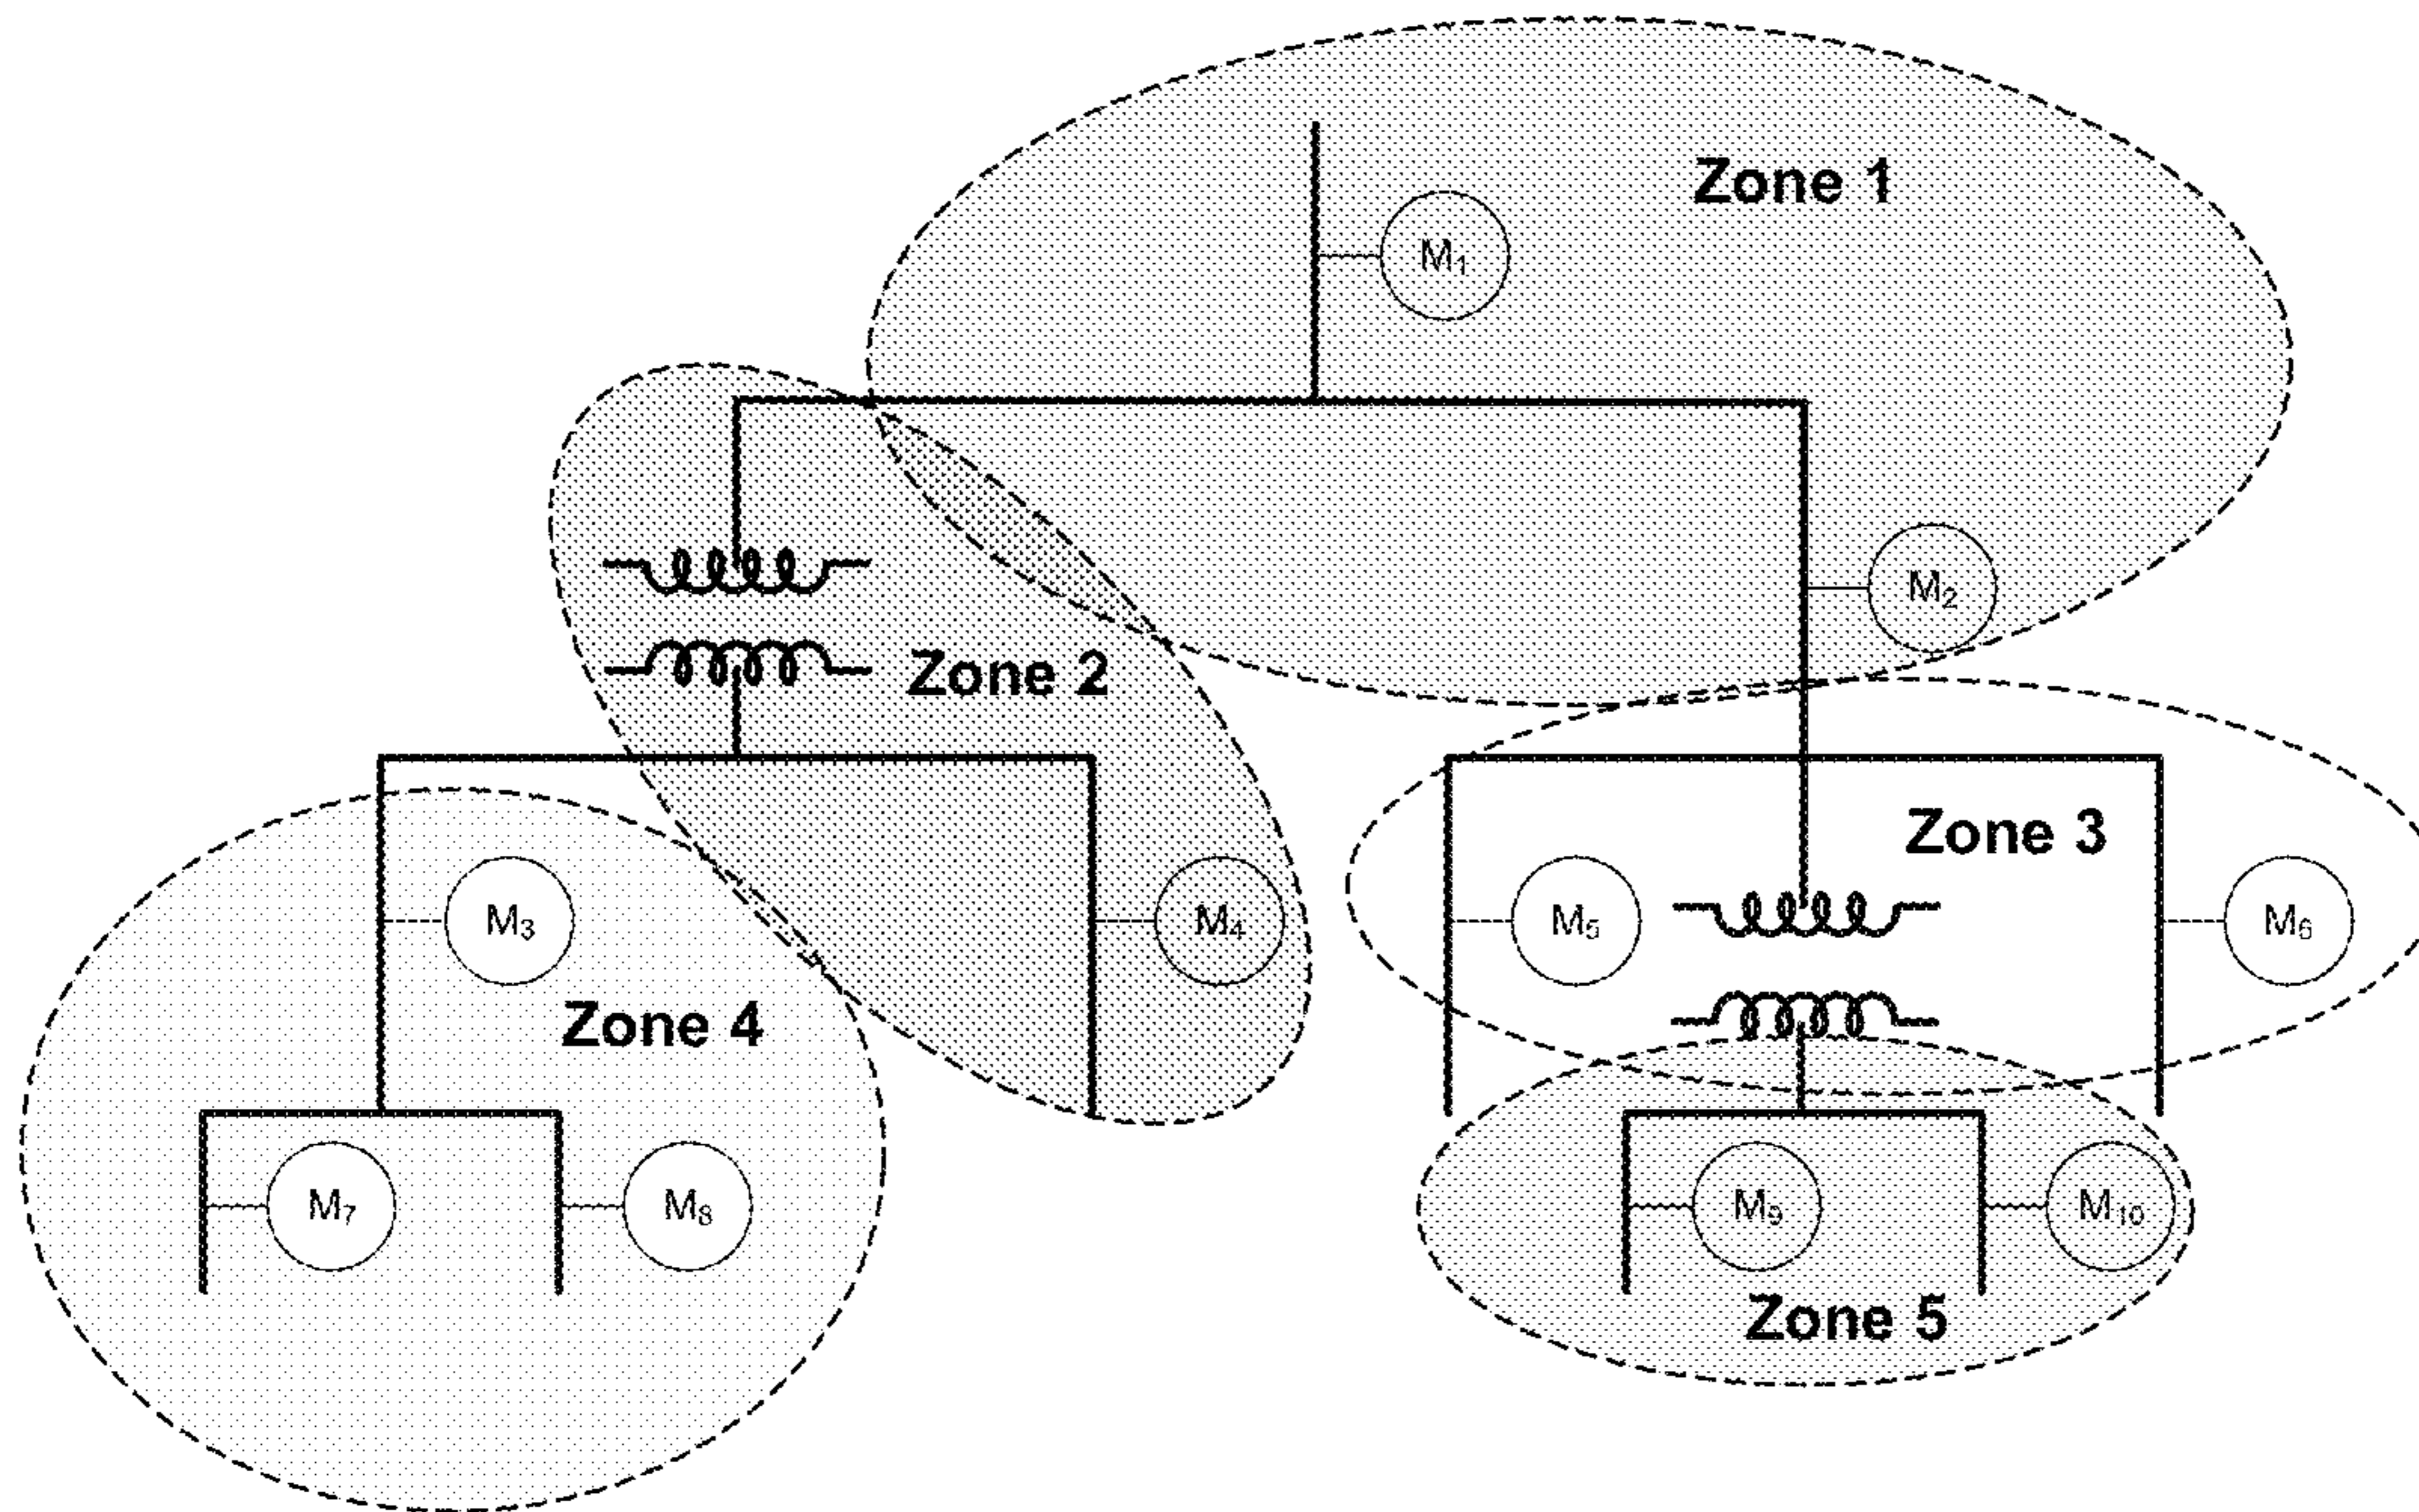 Zone 1
M₁
M₂
Zone 2
Zone 3
M₃
M₄
M₅
M₆
Zone 4
M₇
M₈
M₉
M₁₀
Zone 5